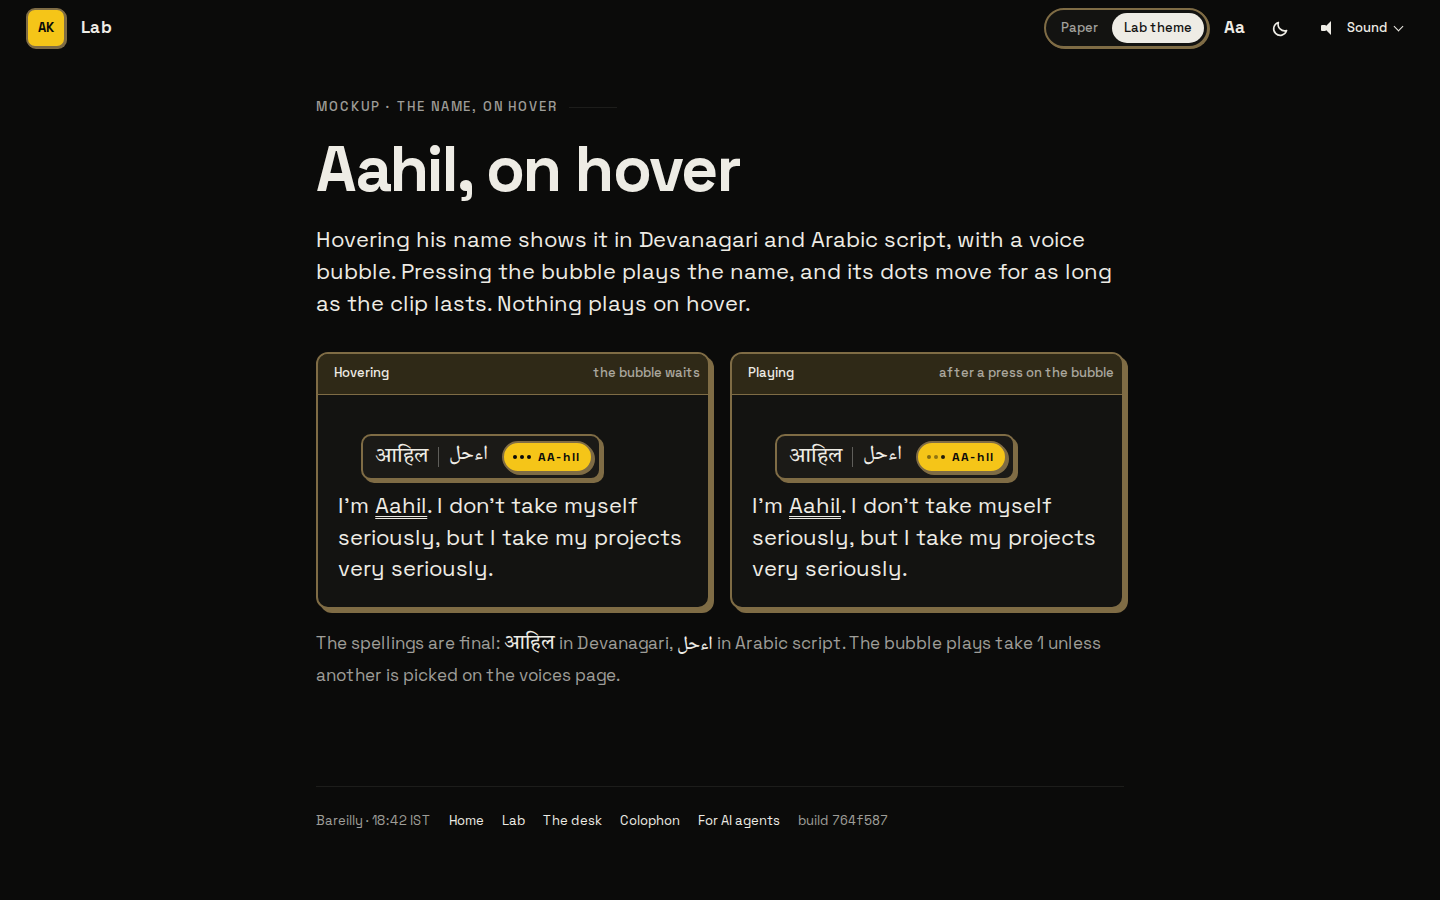 AK Lab Paper Lab theme Aa Sound
MOCKUP · THE NAME, ON HOVER
Aahil, on hover
Hovering his name shows it in Devanagari and Arabic script, with a voice
bubble. Pressing the bubble plays the name, and its dots move for as long
as the clip lasts. Nothing plays on hover.
Hovering the bubble waits
आहिल اءحل AA-hIl
I’m Aahil. I don’t take myself
seriously, but I take my projects
very seriously.
Playing after a press on the bubble
आहिल اءحل AA-hIl
I’m Aahil. I don’t take myself
seriously, but I take my projects
very seriously.
The spellings are final: आहिल in Devanagari, اءحل in Arabic script. The bubble plays take 1 unless
another is picked on the voices page.
Bareilly · 18:42 IST Home Lab The desk Colophon For AI agents build 764f587